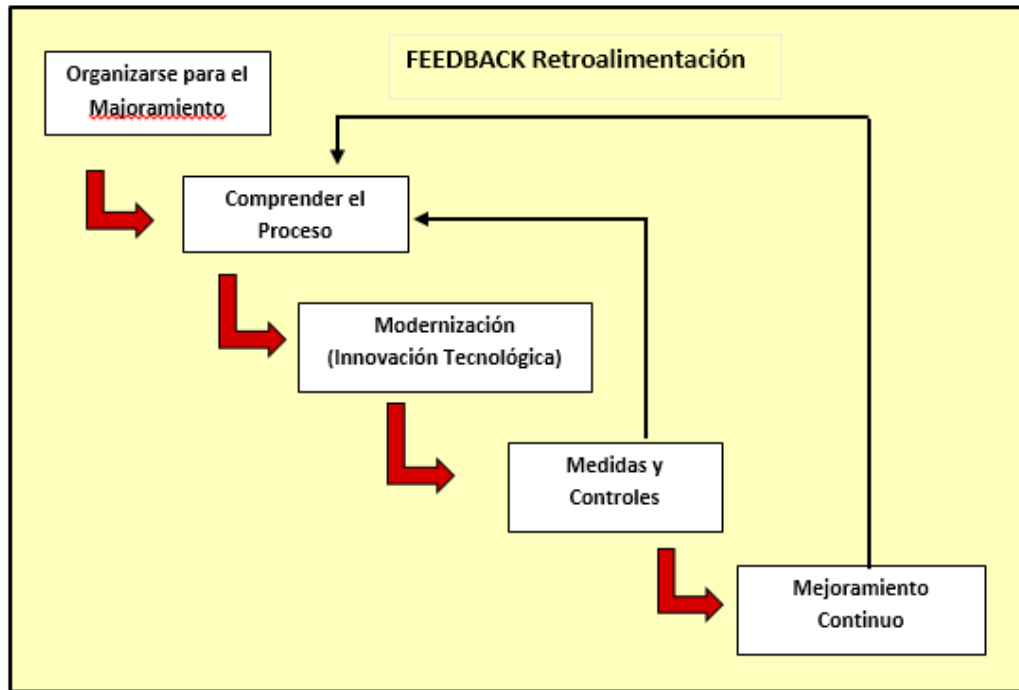 FEEDBACK Retroalimentación
Organizarse para el
Majoramiento
Comprender el
Proceso
Modernización
(Innovación Tecnológica)
Medidas y
Controles
Mejoramiento
Continuo